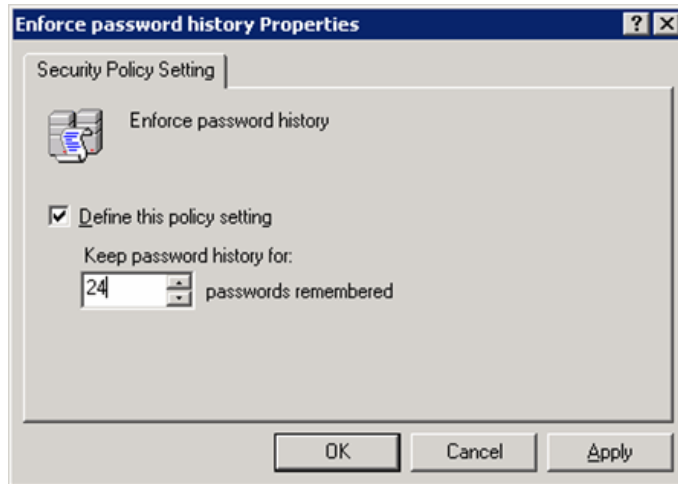 Enforce password history Properties
?
Security Policy Setting
Enforce password history
Define this policy setting
Keep password history for:
24 passwords remembered
OK Cancel Apply